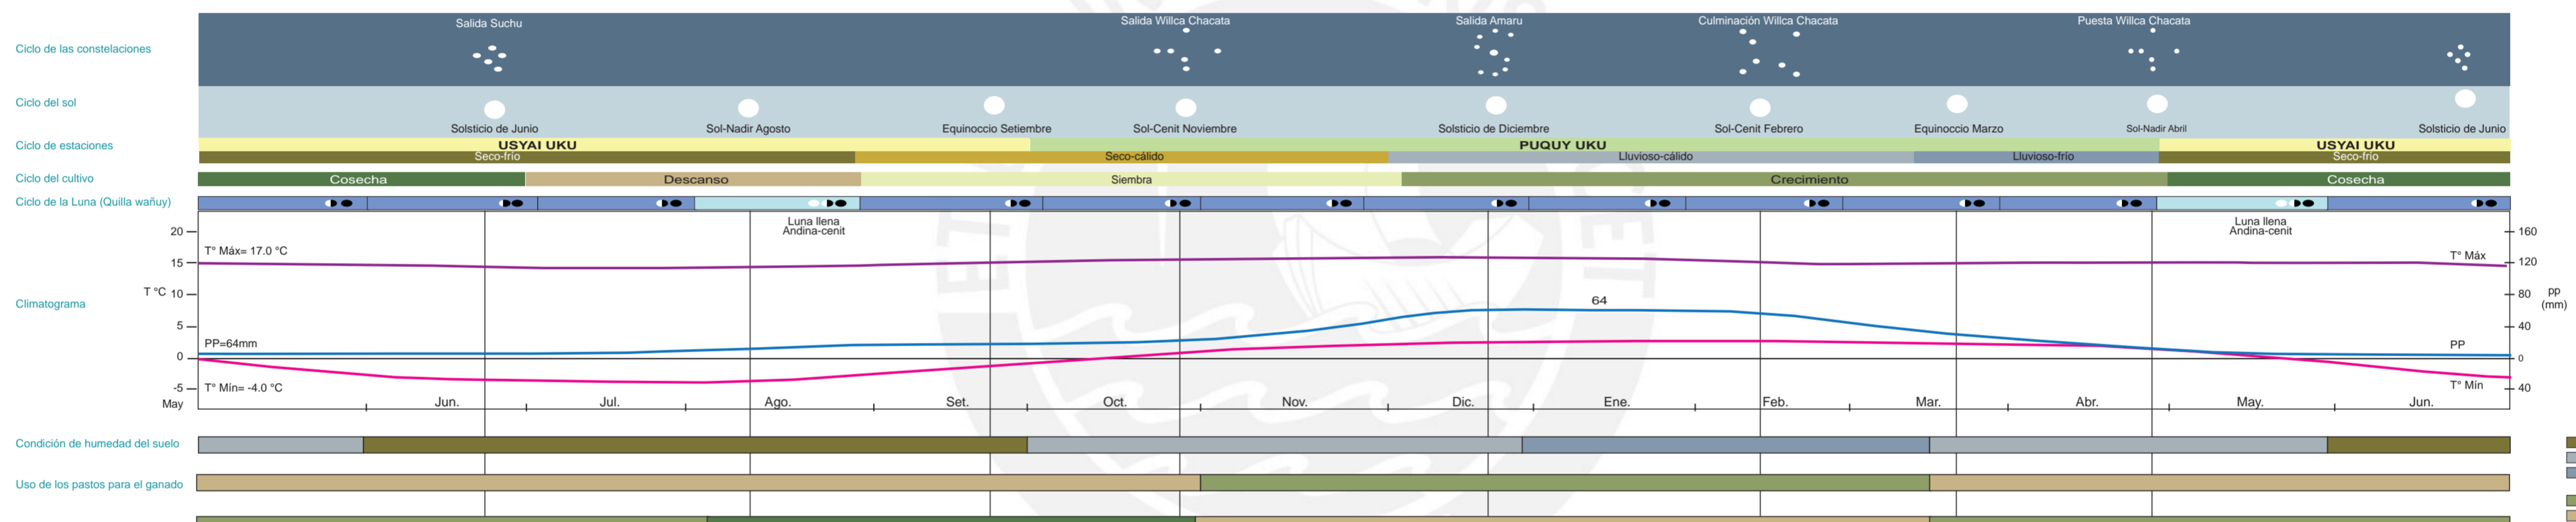 Salida Suchu
Salida Willca Chacata
Salida Amaru
Culminación Willca Chacata
Puesta Willca Chacata
Ciclo de las constelaciones
Ciclo del sol
Solsticio de Junio
Sol-Nadir Agosto
Equinoccio Setiembre
Sol-Cenit Noviembre
Solsticio de Diciembre
Sol-Cenit Febrero
Equinoccio Marzo
Sol-Nadir Abril
Solsticio de Junio
Ciclo de estaciones
USYAI UKU
PUQUY UKU
USYAI UKU
Seco-frío
Seco-cálido
Lluvioso-cálido
Lluvioso-frío
Seco-frío
Ciclo del cultivo
Cosecha
Descanso
Siembra
Crecimiento
Cosecha
Ciclo de la Luna (Quilla wañuy)
Luna llena
Andina-cenit
Luna llena
Andina-cenit
20
160
T° Máx= 17.0 °C
T° Máx
15
120
T °C 10
80
pp
(mm)
64
Climatograma
5
40
PP=64mm
PP
0
0
-5
T° Mín= -4.0 °C
T° Mín
40
May
Jun.
Jul.
Ago.
Set.
Oct.
Nov.
Dic.
Ene.
Feb.
Mar.
Abr.
May.
Jun.
Condición de humedad del suelo
Uso de los pastos para el ganado